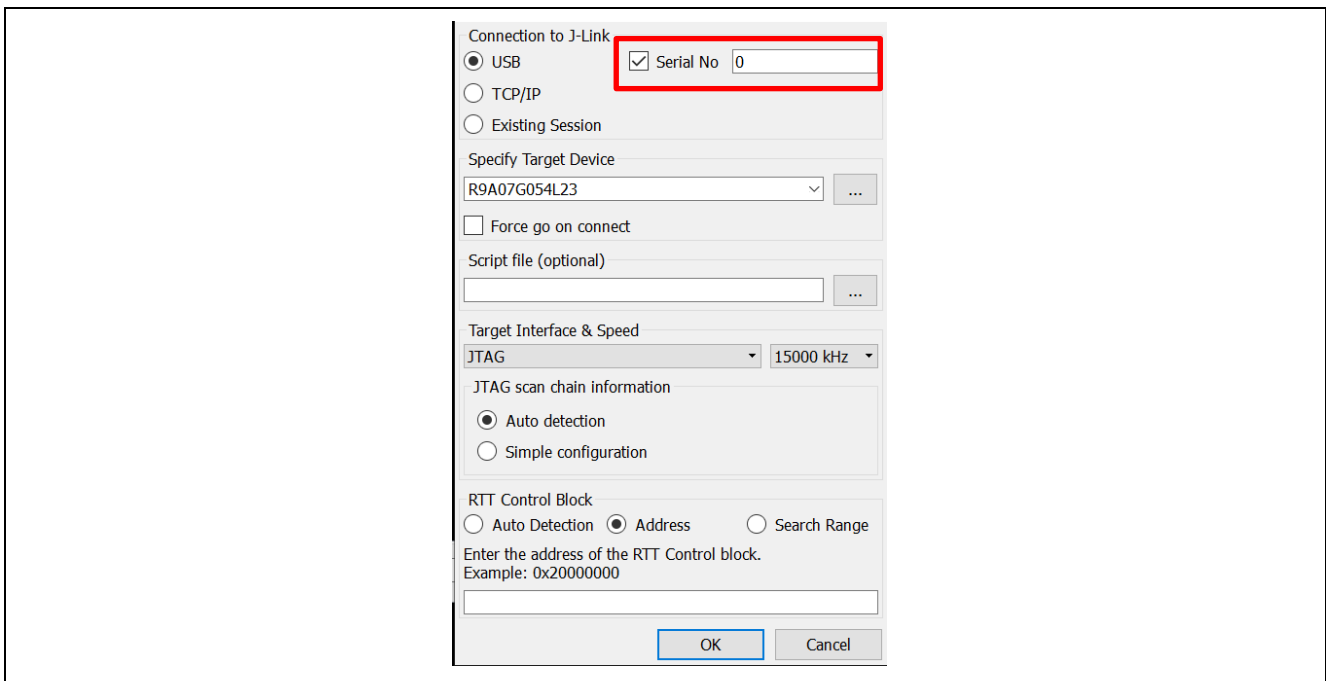 Connection to J-Link
USB
Serial No 0
TCP/IP
Existing Session
Specify Target Device
R9A07G054L23
...
Force go on connect
Script file (optional)
...
Target Interface & Speed
JTAG
15000 kHz
JTAG scan chain information
Auto detection
Simple configuration
RTT Control Block
Auto Detection
Address
Search Range
Enter the address of the RTT Control block.
Example: 0x20000000
OK
Cancel